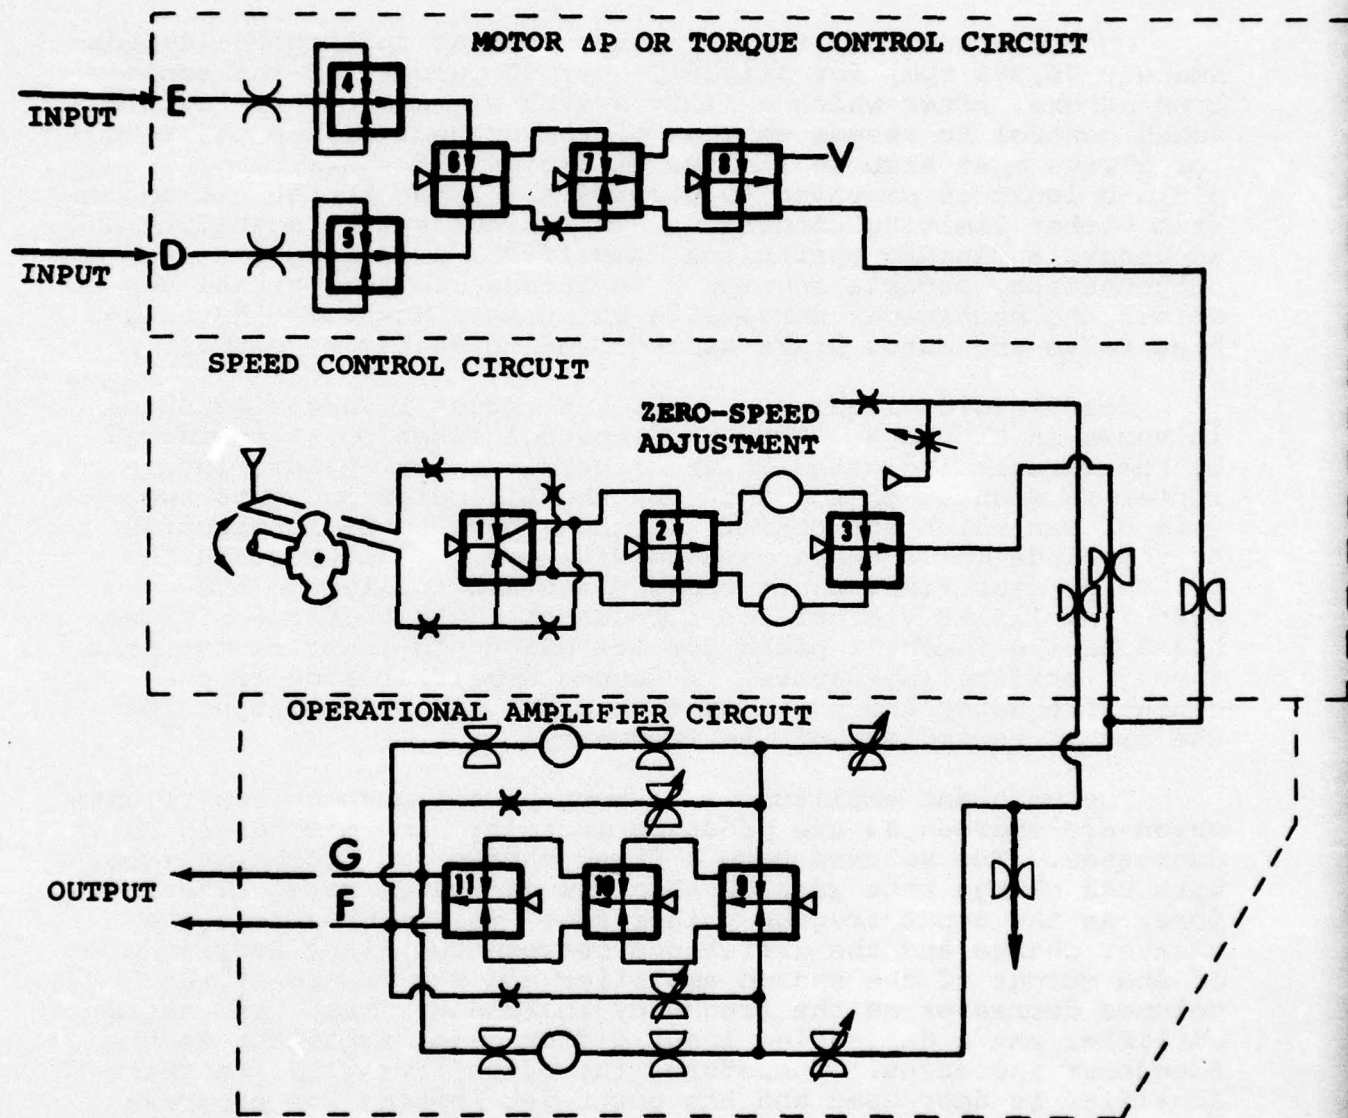 MOTOR ΔP OR TORQUE CONTROL CIRCUIT
INPUT
E
4
6
7
8
V
INPUT
D
5
SPEED CONTROL CIRCUIT
ZERO-SPEED
ADJUSTMENT
1
2
3
OPERATIONAL AMPLIFIER CIRCUIT
OUTPUT
G
F
11
10
9